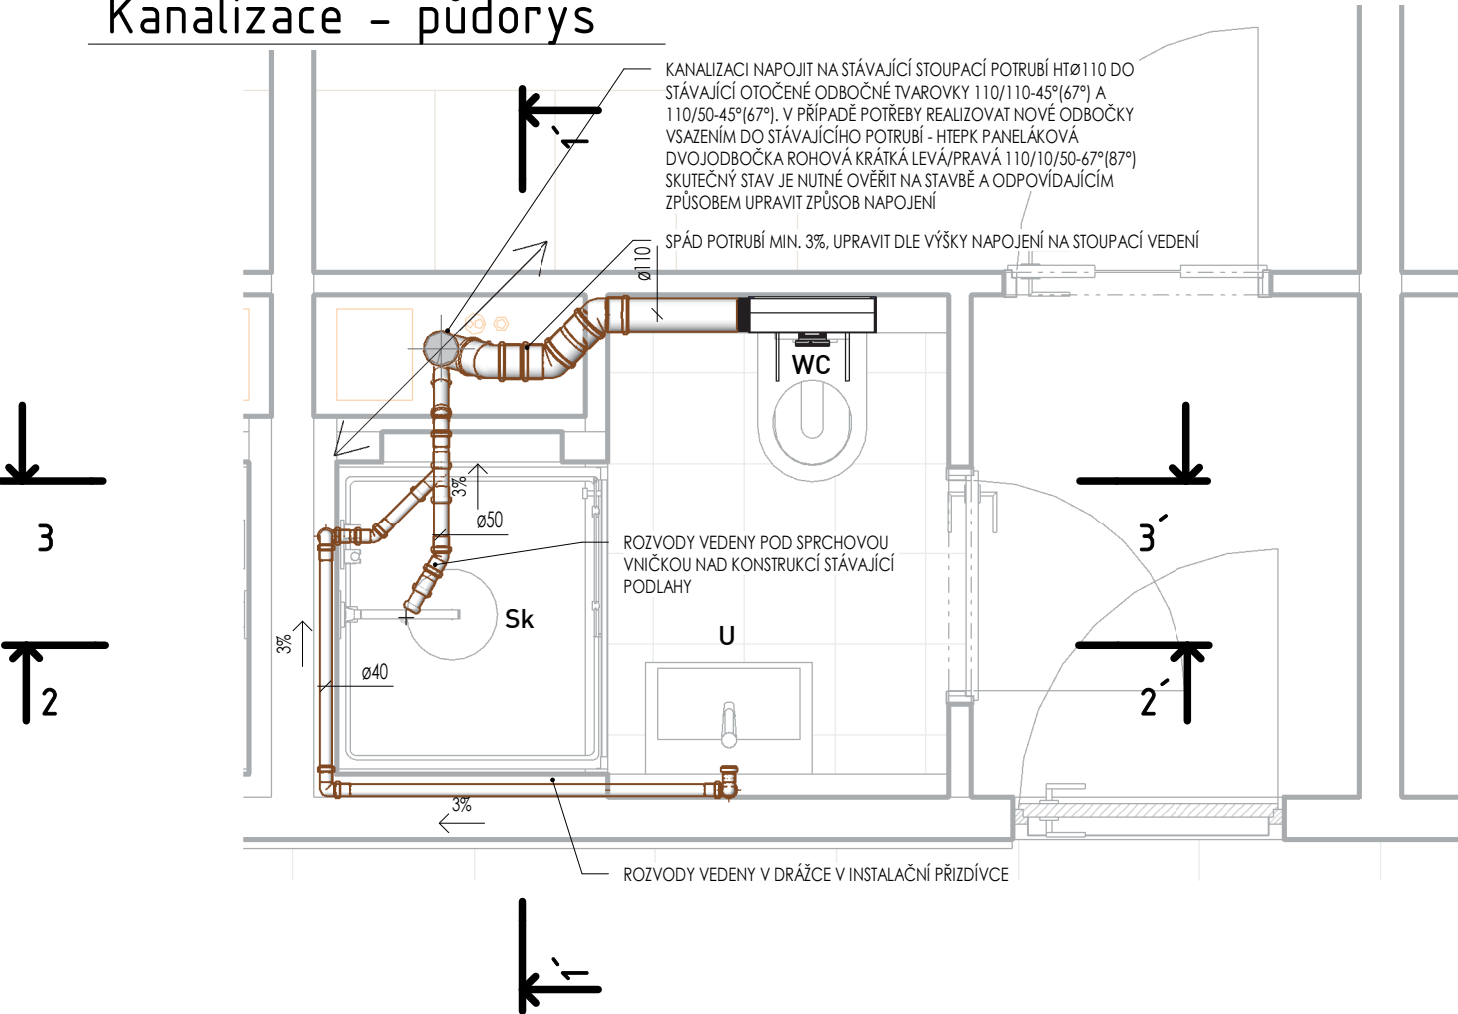 Kanalizace - půdorys
KANALIZACI NAPOJIT NA STÁVAJÍCÍ STOUPACÍ POTRUBÍ HTØ110 DO
STÁVAJÍCÍ OTOČENÉ ODBOČNÉ TVAROVKY 110/110-45°(67°) A
110/50-45°(67°). V PŘÍPADĚ POTŘEBY REALIZOVAT NOVÉ ODBOČKY
VSAZENÍM DO STÁVAJÍCÍHO POTRUBÍ - HTEPK PANELÁKOVÁ
DVOJODBOČKA ROHOVÁ KRÁTKÁ LEVÁ/PRAVÁ 110/10/50-67°(87°)
SKUTEČNÝ STAV JE NUTNÉ OVĚŘIT NA STAVBĚ A ODPOVÍDAJÍCÍM
ZPŮSOBEM UPRAVIT ZPŮSOB NAPOJENÍ
1´
SPÁD POTRUBÍ MIN. 3%, UPRAVIT DLE VÝŠKY NAPOJENÍ NA STOUPACÍ VEDENÍ
ø110
WC
3%
ø50
3
3´
ROZVODY VEDENY POD SPRCHOVOU
VNIČKOU NAD KONSTRUKCÍ STÁVAJÍCÍ
PODLAHY
Sk
U
3%
ø40
2
2´
3%
ROZVODY VEDENY V DRÁŽCE V INSTALAČNÍ PŘIZDÍVCE
1´